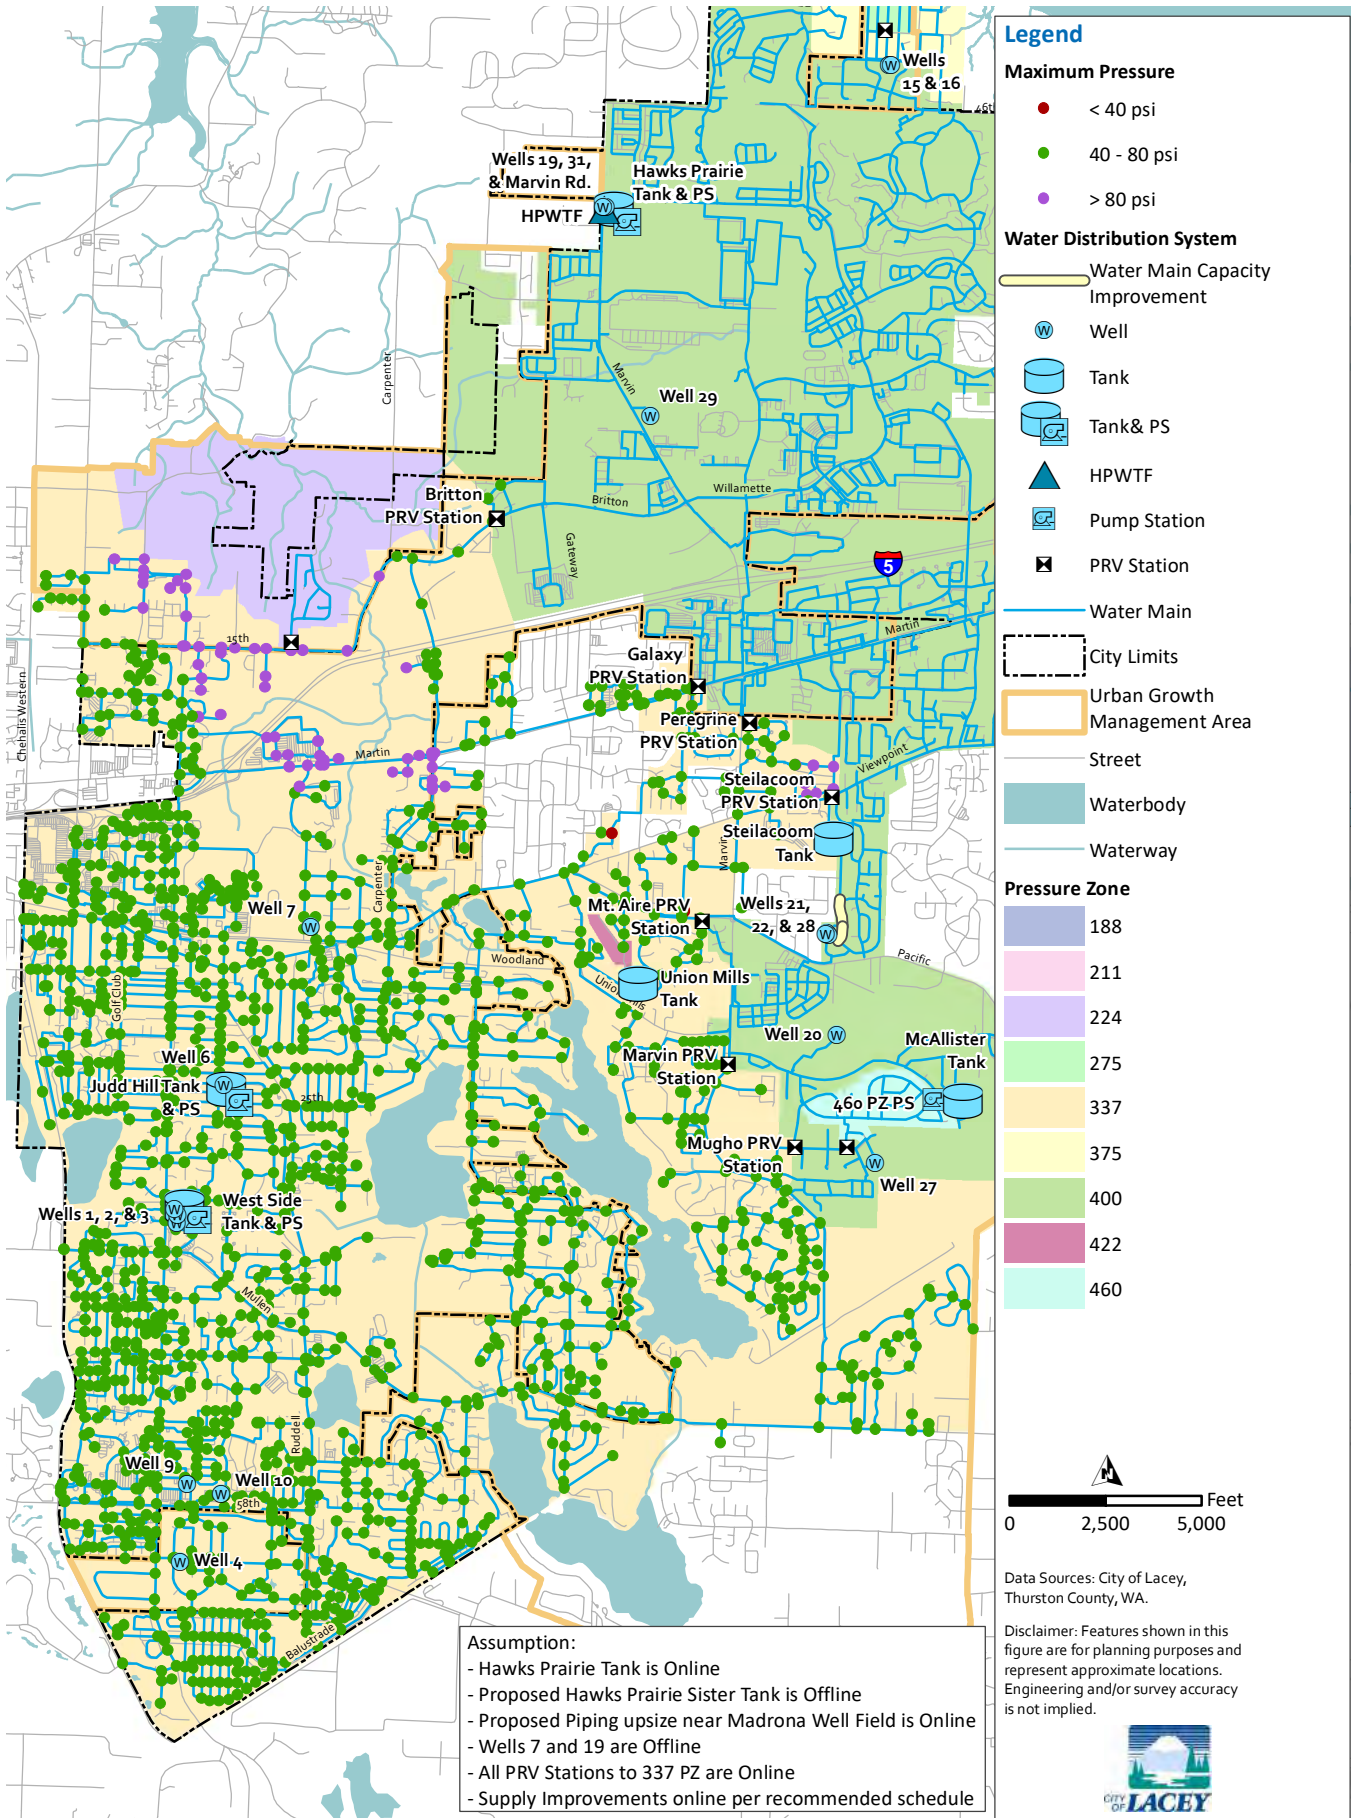 Wells
15 & 16
46th
Wells 19, 31,
& Marvin Rd.
Hawks Prairie
Tank & PS
HPWTF
Carpenter
Marvin
Well 29
Willamette
Britton
Britton
PRV Station
Gateway
5
15th
Martin
Galaxy
PRV Station
Chehalis Western
Peregrine
PRV Station
Martin
Viewpoint
Steilacoom
PRV Station
Steilacoom
Tank
Marvin
Carpenter
Well 7
Mt. Aire PRV
Station
Wells 21,
22, & 28
Pacific
Woodland
Golf Club
Union Mills
Union Mills
Tank
Well 20
McAllister
Tank
Well 6
Judd Hill Tank
& PS
25th
Marvin PRV
Station
460 PZ PS
Mugho PRV
Station
Well 27
Wells 1, 2, & 3
West Side
Tank & PS
Mullen
Ruddell
Well 9
Well 10
58th
Well 4
Balustrade
Assumption:
- Hawks Prairie Tank is Online
- Proposed Hawks Prairie Sister Tank is Offline
- Proposed Piping upsize near Madrona Well Field is Online
- Wells 7 and 19 are Offline
- All PRV Stations to 337 PZ are Online
- Supply Improvements online per recommended schedule
Legend
Maximum Pressure
< 40 psi
40 - 80 psi
> 80 psi
Water Distribution System
Water Main Capacity
Improvement
Well
Tank
Tank& PS
HPWTF
Pump Station
PRV Station
Water Main
City Limits
Urban Growth
Management Area
Street
Waterbody
Waterway
Pressure Zone
188
211
224
275
337
375
400
422
460
N
Feet
0 2,500 5,000
Data Sources: City of Lacey,
Thurston County, WA.
Disclaimer: Features shown in this
figure are for planning purposes and
represent approximate locations.
Engineering and/or survey accuracy
is not implied.
CITY
OF LACEY